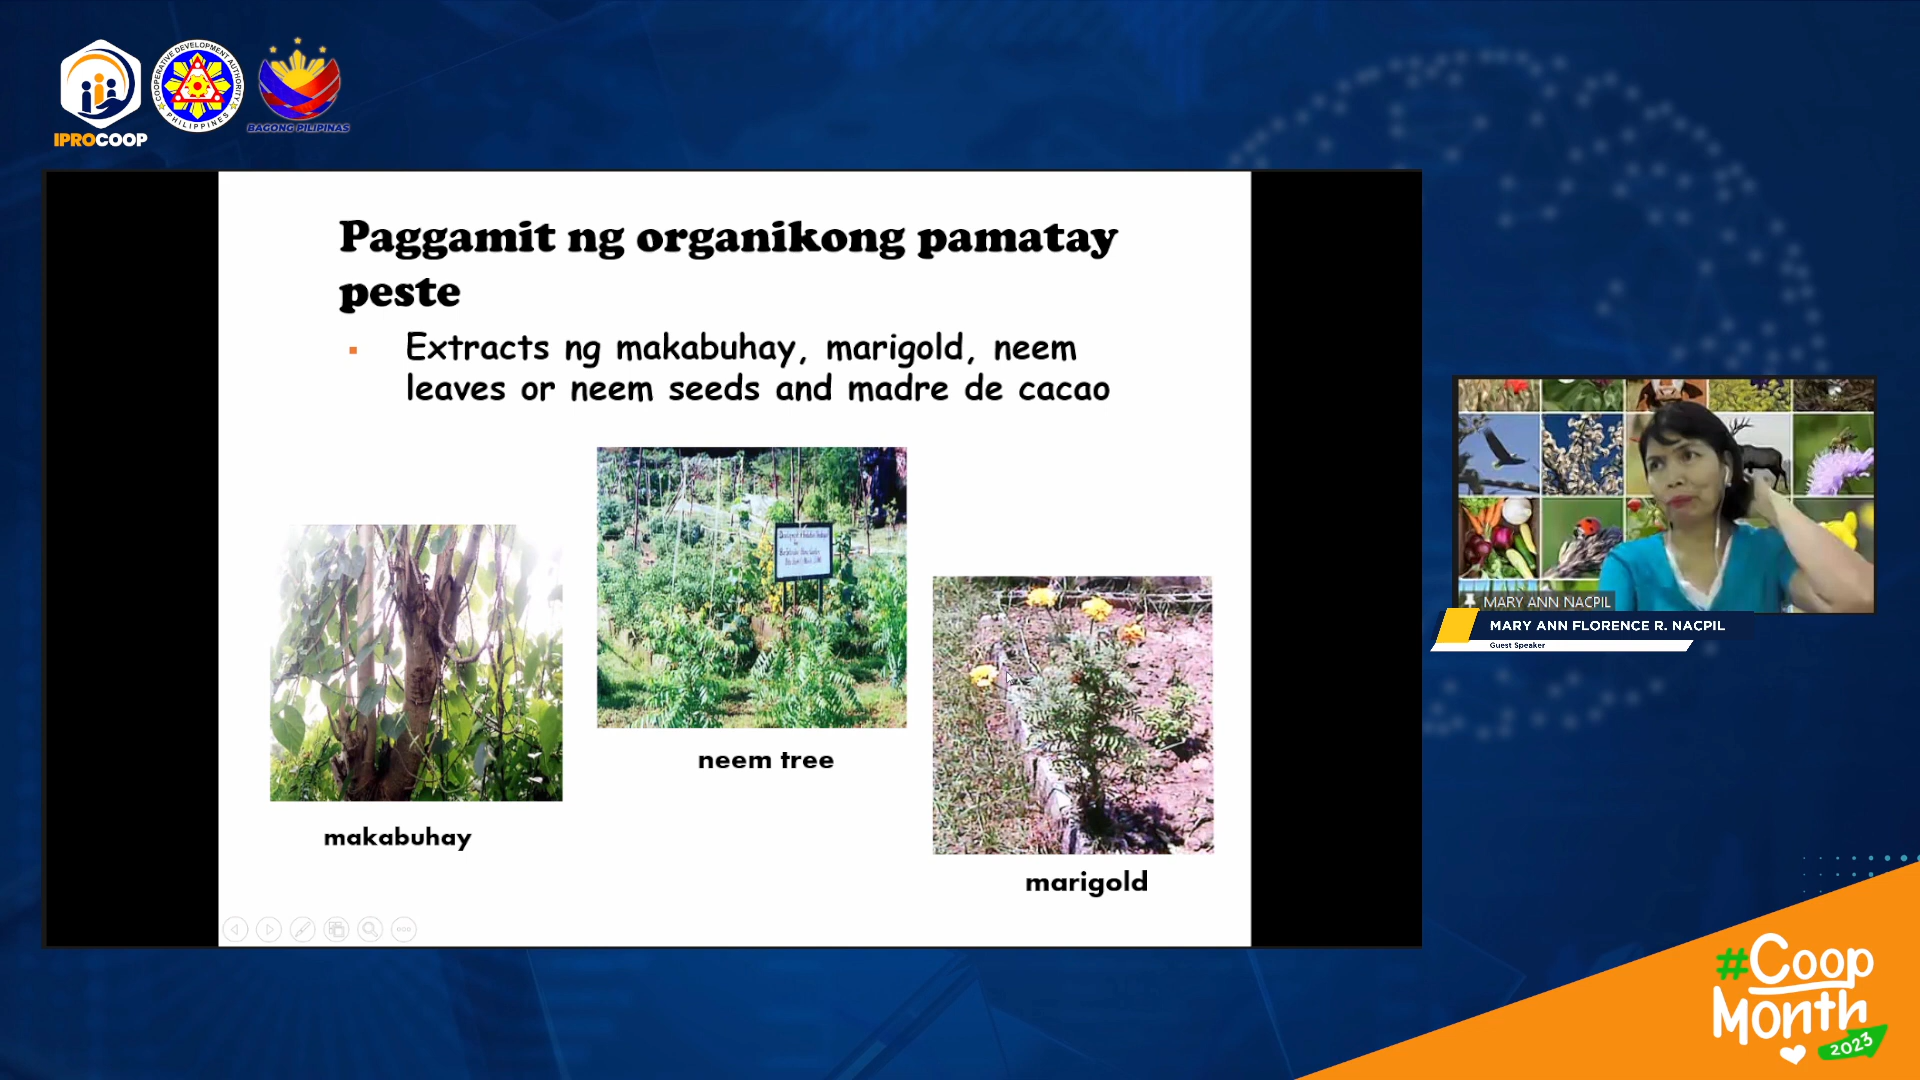 IPROCOOP
COOPERATIVE DEVELOPMENT AUTHORITY
PHILIPPINES
BAGONG PILIPINAS
Paggamit ng organikong pamatay
peste
Extracts ng makabuhay, marigold, neem
leaves or neem seeds and madre de cacao
makabuhay
neem tree
marigold
MARY ANN NACPIL
MARY ANN FLORENCE R. NACPIL
Guest Speaker
#Coop
Month
2023